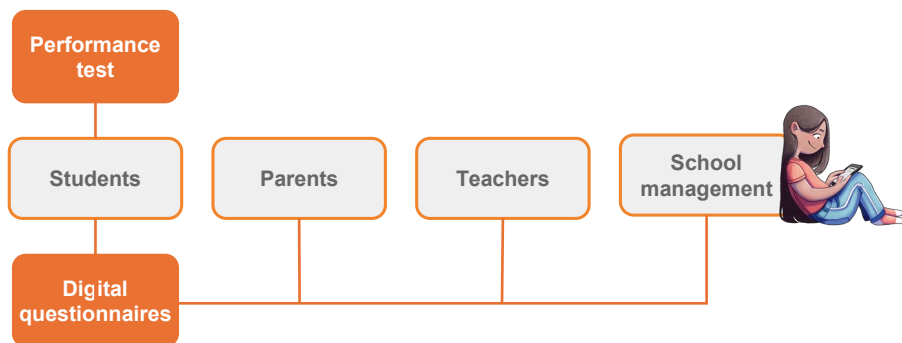 Performance
test
Students
Parents
Teachers
School
management
Digital
questionnaires